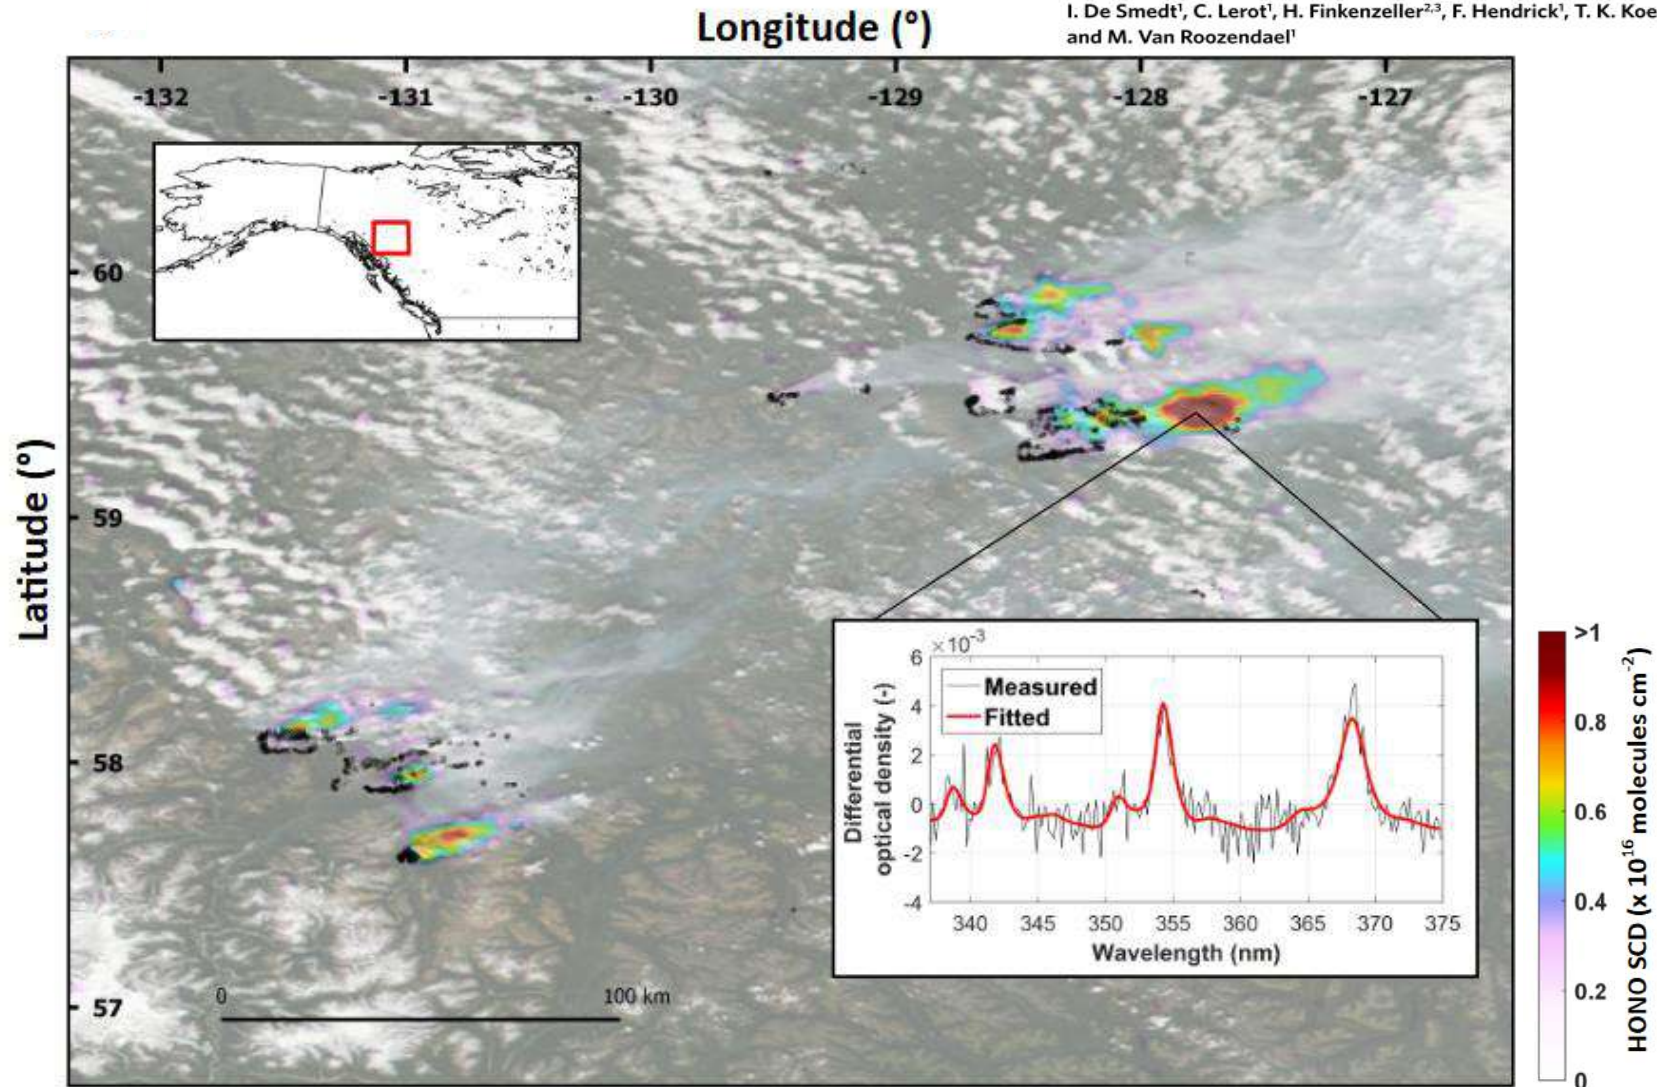 I. De Smedt¹, C. Lerot¹, H. Finkenzeller²,³, F. Hendrick¹, T. K. Koe
and M. Van Roozendael¹
Longitude (°)
-132 -131 -130 -129 -128 -127
Latitude (°)
60
59
58
57
0 100 km
×10⁻³
6
4
2
0
-2
-4
Measured
Fitted
Differential
optical density (-)
340 345 350 355 360 365 370 375
Wavelength (nm)
>1
0.8
0.6
0.4
0.2
0
HONO SCD (x 10¹⁶ molecules cm⁻²)